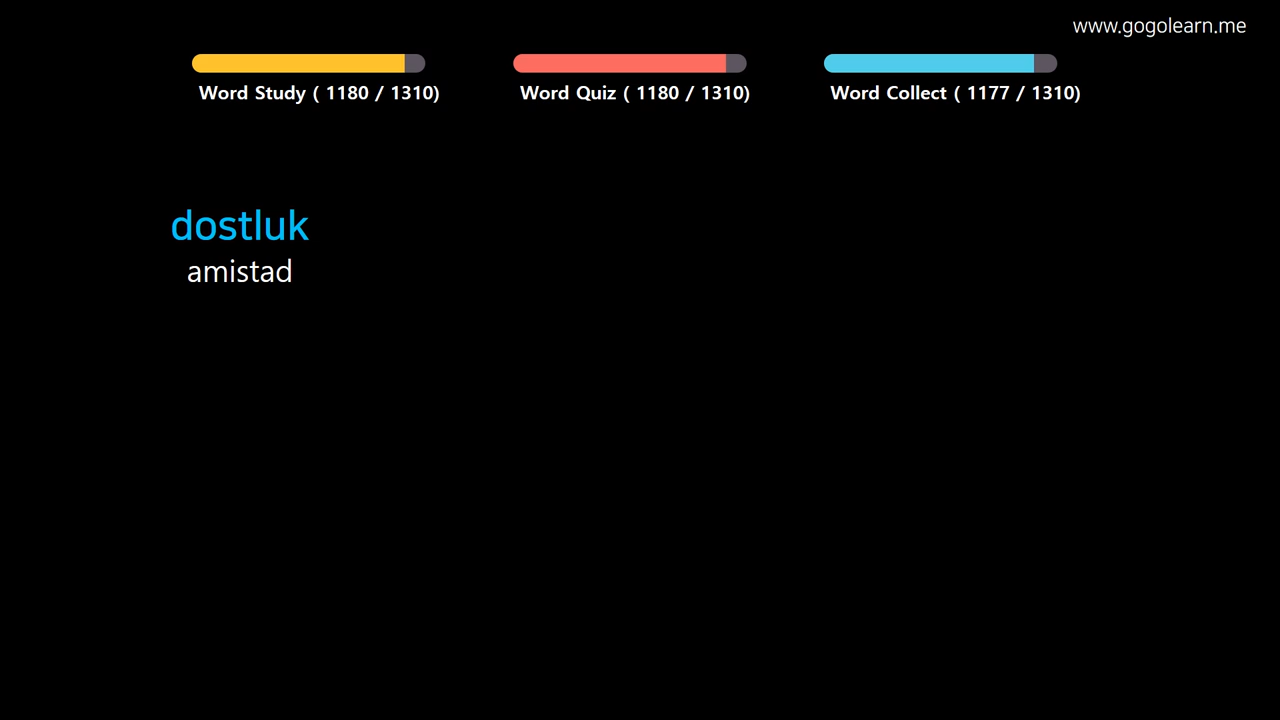 www.gogolearn.me
Word Study ( 1180 / 1310)
Word Quiz ( 1180 / 1310)
Word Collect ( 1177 / 1310)
dostluk
amistad